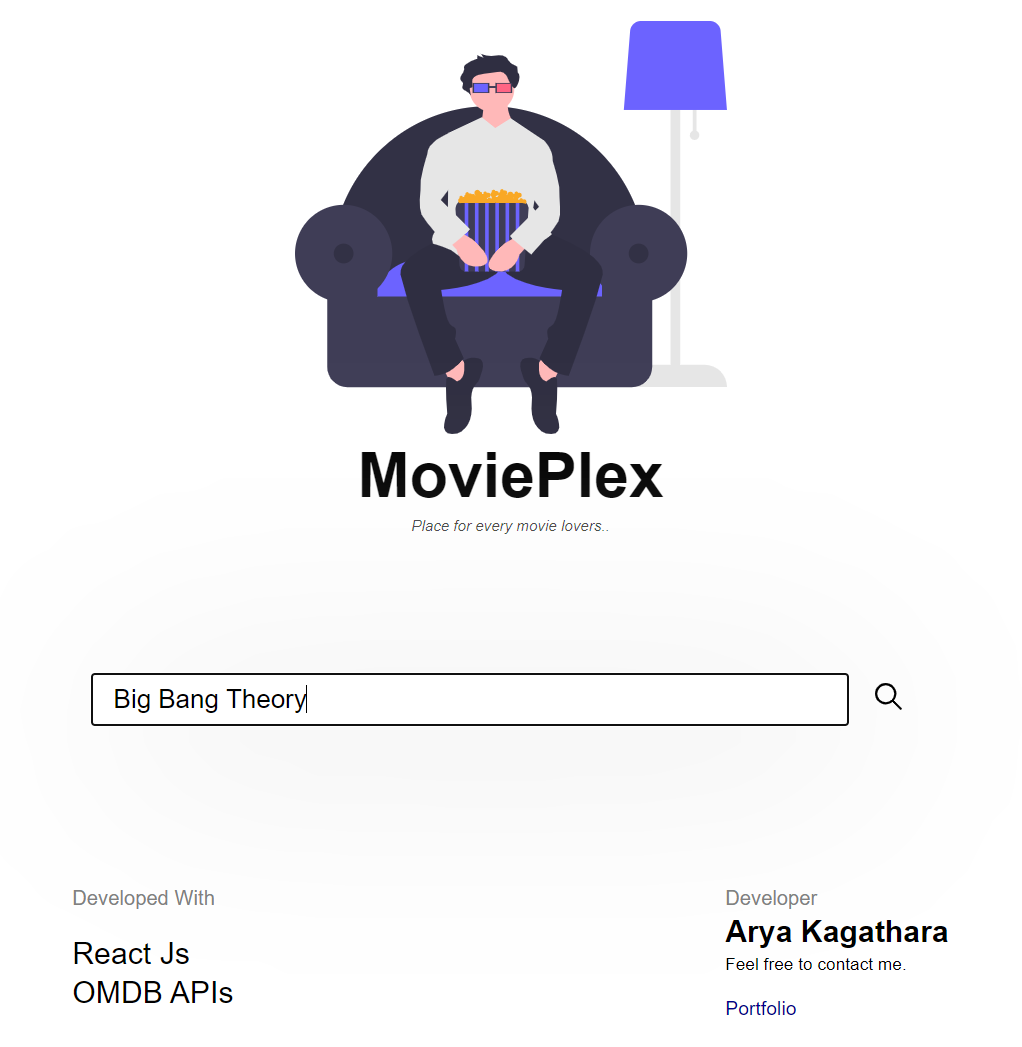 MoviePlex
Place for every movie lovers..
Big Bang Theory
Developed With
React Js
OMDB APIs
Developer
Arya Kagathara
Feel free to contact me.
Portfolio